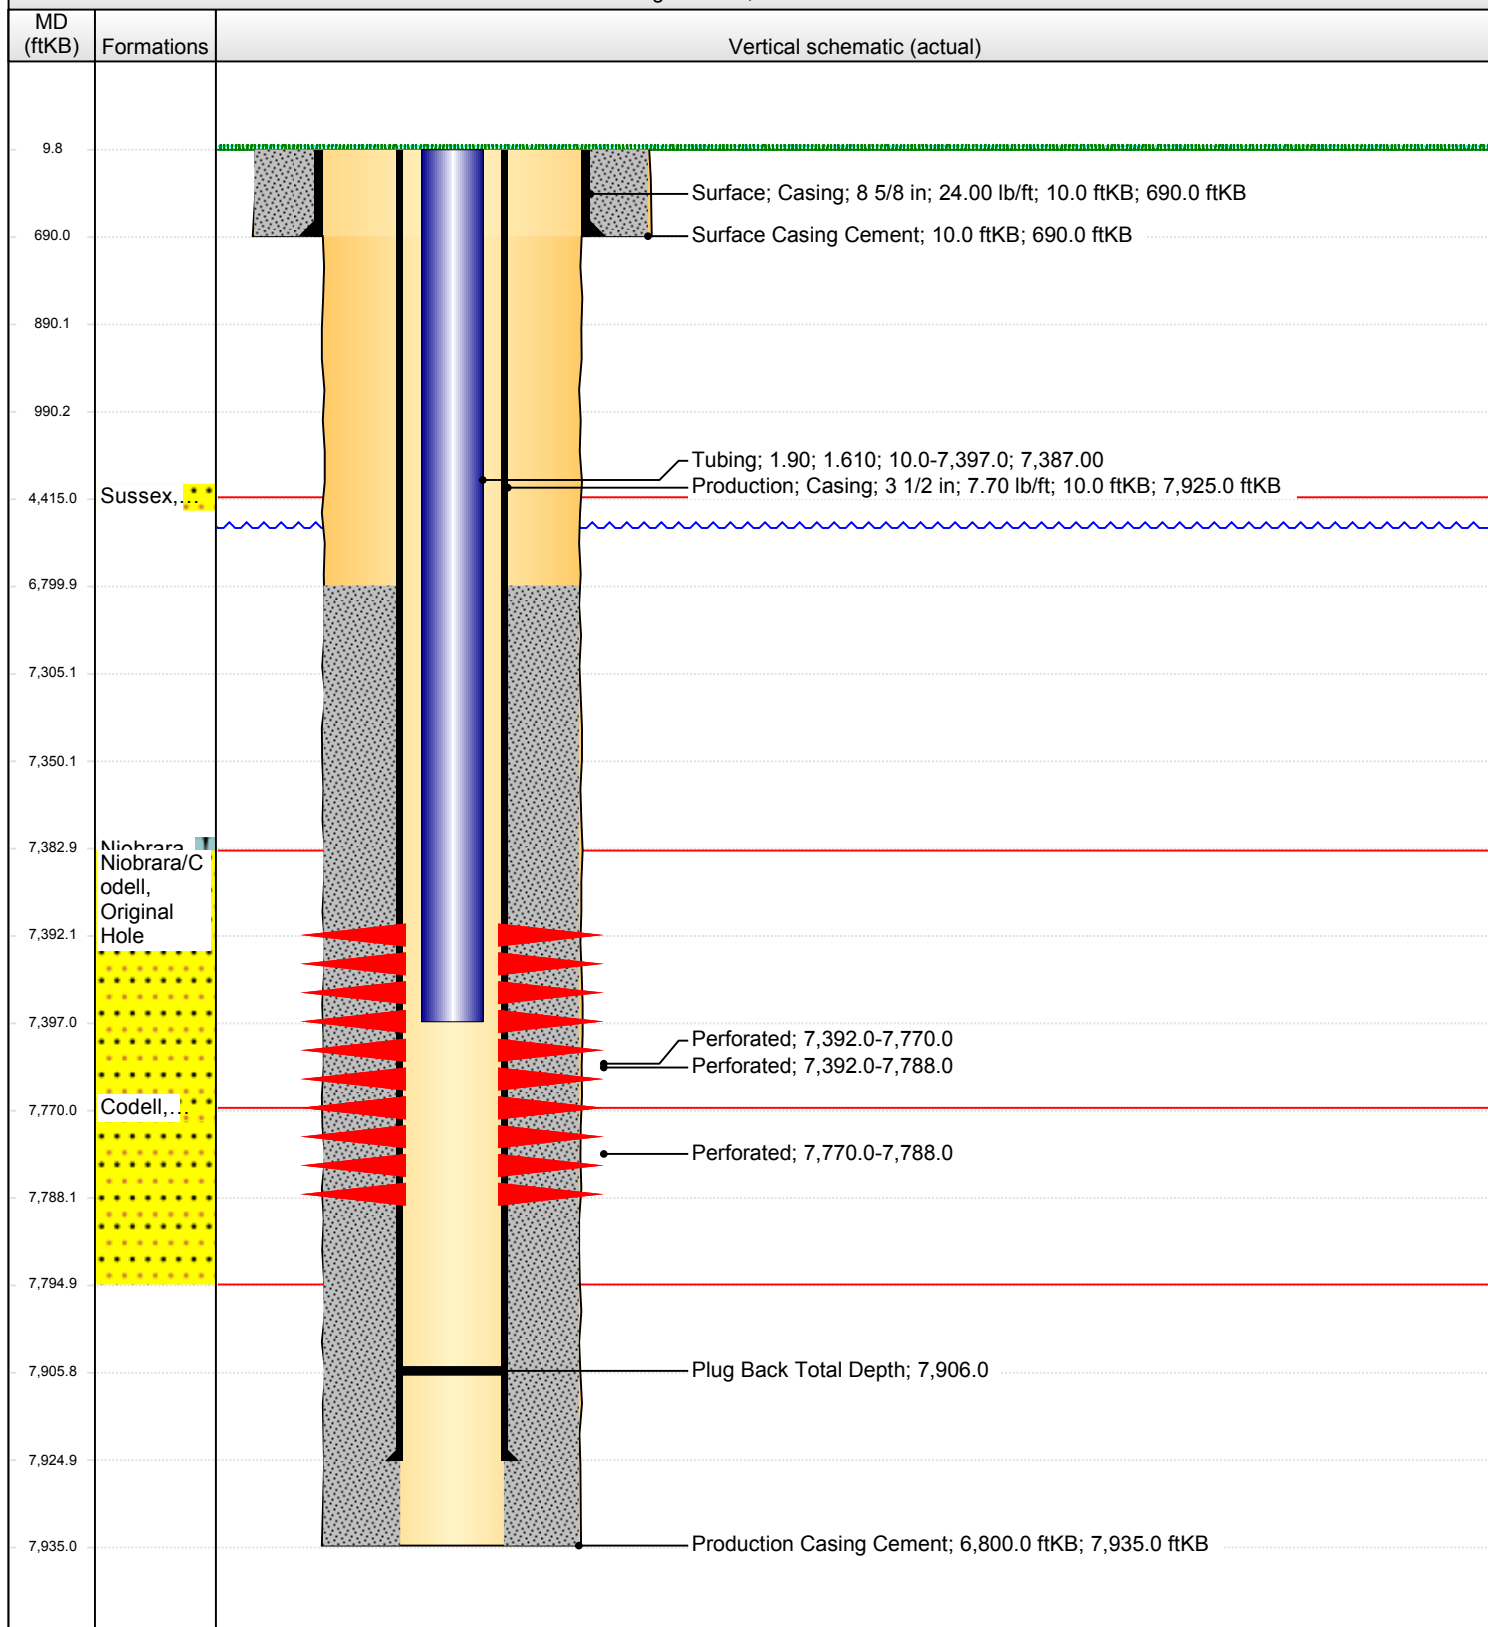 MD
(ftKB)
Formations
Vertical schematic (actual)
9.8
Surface; Casing; 8 5/8 in; 24.00 lb/ft; 10.0 ftKB; 690.0 ftKB
690.0
Surface Casing Cement; 10.0 ftKB; 690.0 ftKB
890.1
990.2
Tubing; 1.90; 1.610; 10.0-7,397.0; 7,387.00
Production; Casing; 3 1/2 in; 7.70 lb/ft; 10.0 ftKB; 7,925.0 ftKB
4,415.0
Sussex,...
6,799.9
7,305.1
7,350.1
7,382.9
Niobrara
Niobrara/C
odell,
Original
Hole
7,392.1
7,397.0
Perforated; 7,392.0-7,770.0
Perforated; 7,392.0-7,788.0
7,770.0
Codell,...
Perforated; 7,770.0-7,788.0
7,788.1
7,794.9
7,905.8
Plug Back Total Depth; 7,906.0
7,924.9
7,935.0
Production Casing Cement; 6,800.0 ftKB; 7,935.0 ftKB